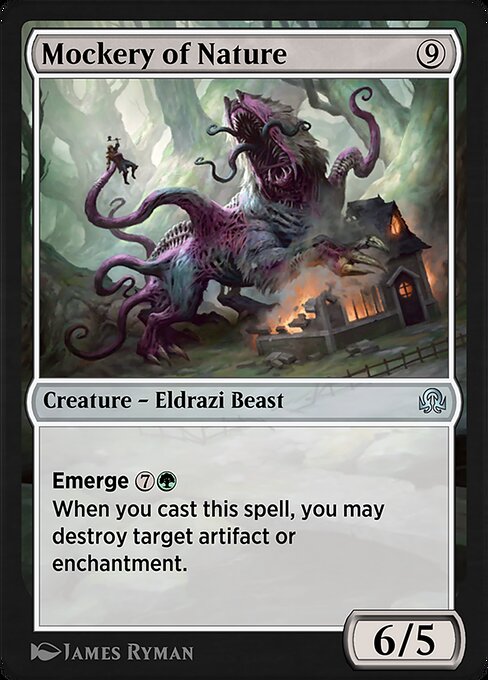 Mockery of Nature 9
Creature – Eldrazi Beast
Emerge 7
When you cast this spell, you may
destroy target artifact or
enchantment.
6/5
James Ryman